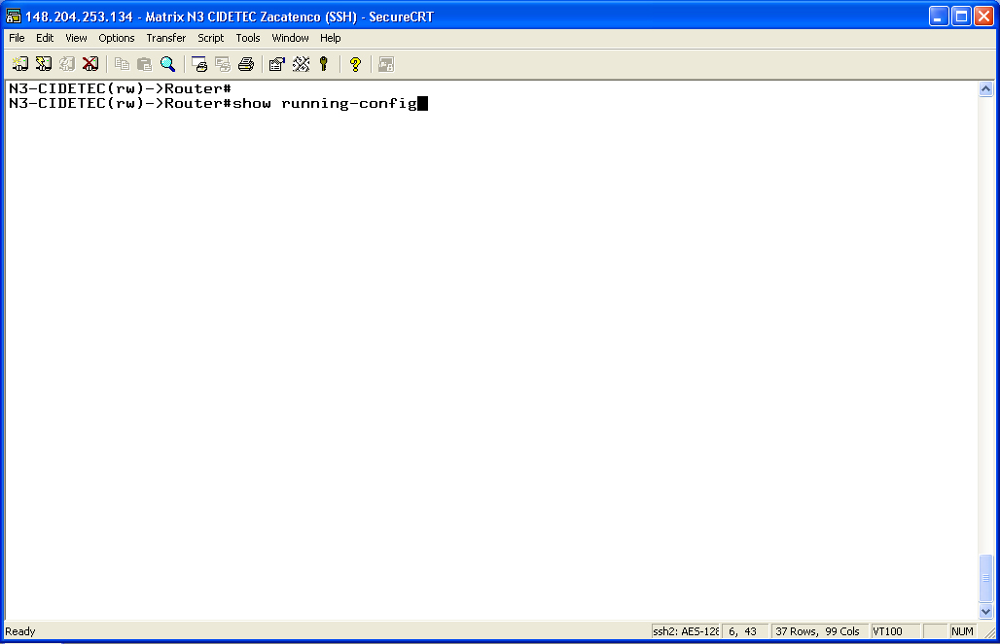 148.204.253.134 - Matrix N3 CIDETEC Zacatenco (SSH) - SecureCRT
File Edit View Options Transfer Script Tools Window Help
N3-CIDETEC(rw)->Router#
N3-CIDETEC(rw)->Router#show running-config
Ready ssh2: AES-128 6, 43 37 Rows, 99 Cols VT100 NUM